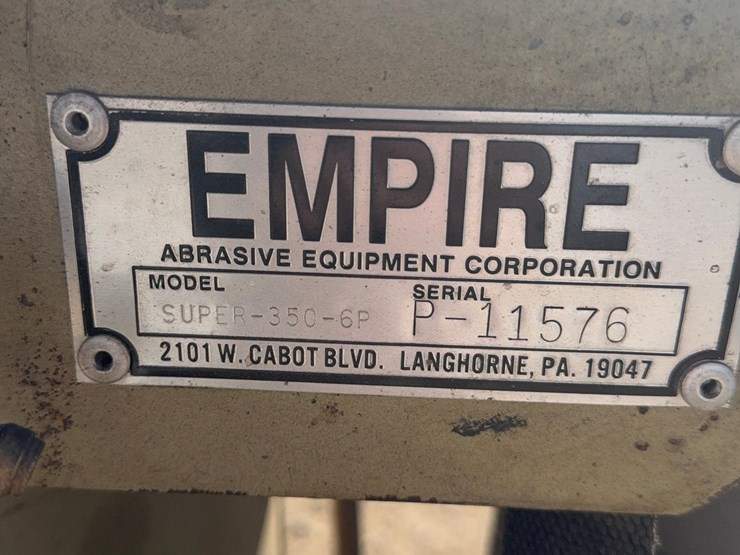 EMPIRE
ABRASIVE EQUIPMENT CORPORATION
MODEL SERIAL
SUPER-350-6P P-11576
2101 W. CABOT BLVD. LANGHORNE, PA. 19047